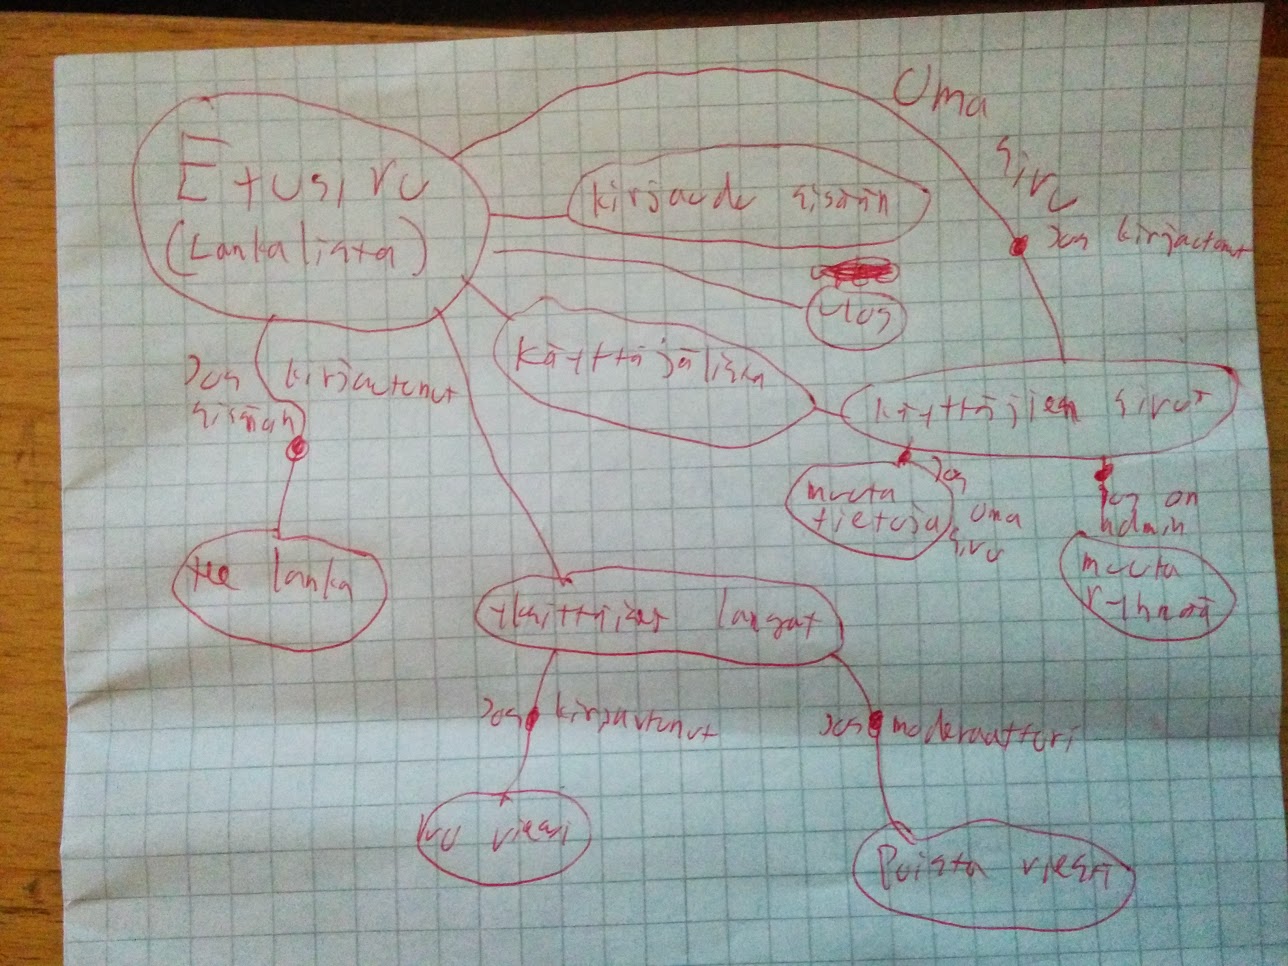 Etusivu
(Lankalista)
Oma
sivu
kirjaudu sisään
Jos kirjautunut
ulos
Käyttäjälista
Jos kirjautunut
sisään
Käyttäjien sivut
muuta
tietoja
Jos
oma
sivu
jos on
admin
muuta
ryhmää
tee lanka
yksittäiset langat
Jos kirjautunut
Jos moderaattori
viesti
Poista viesti